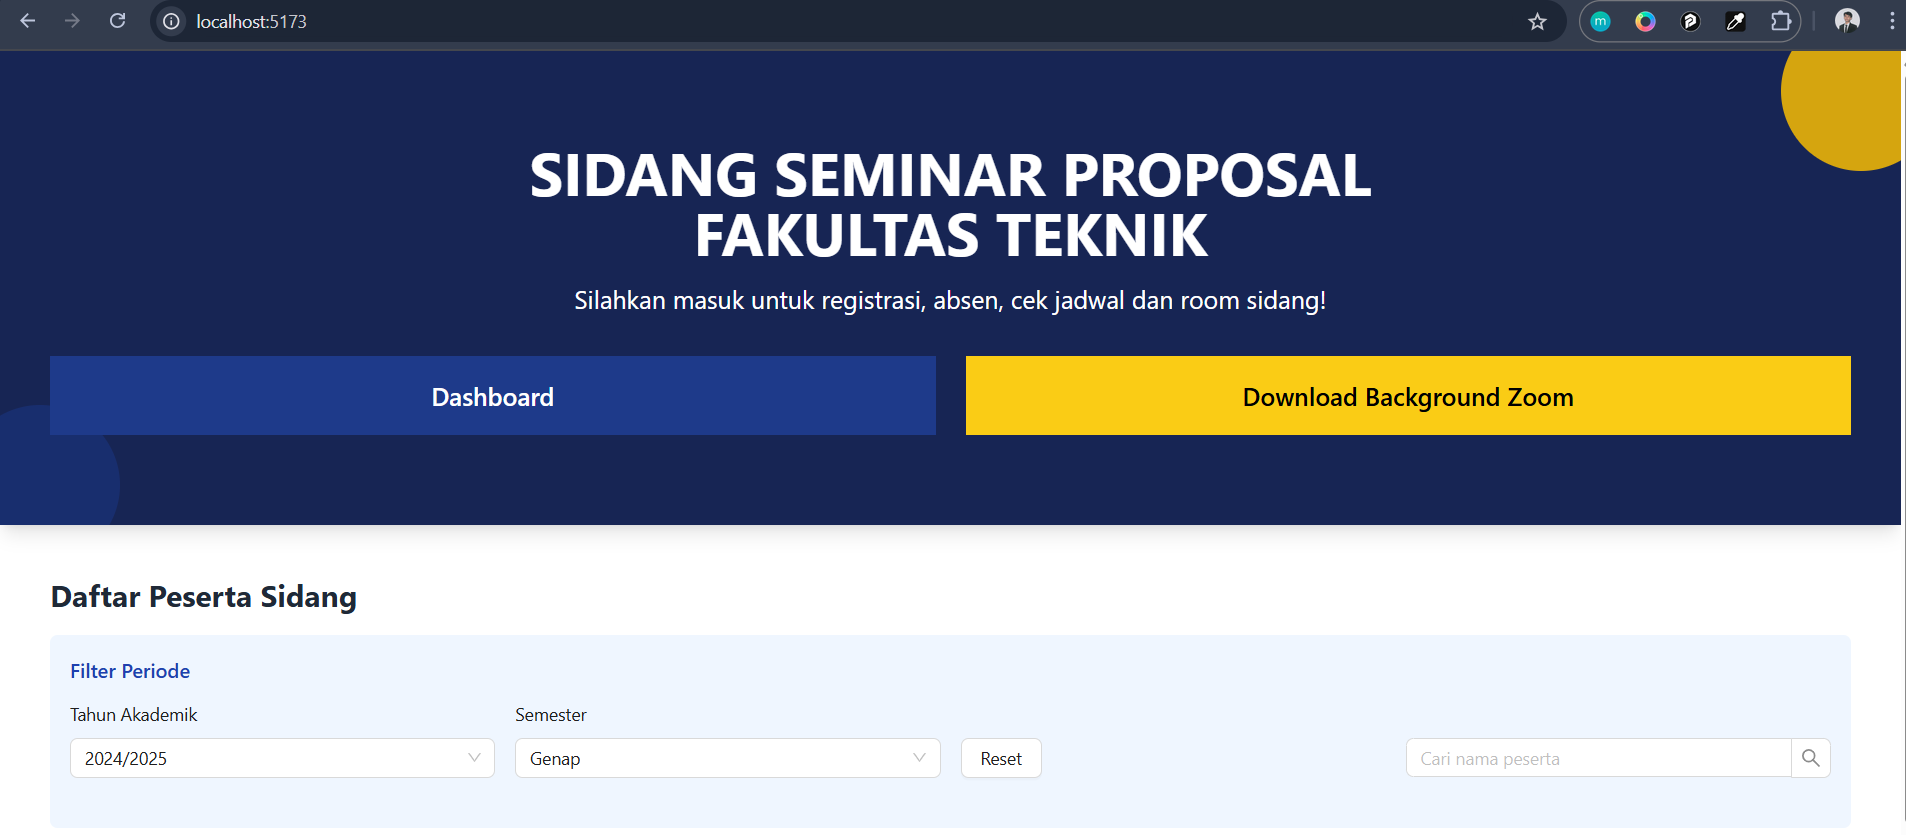 localhost:5173
m
SIDANG SEMINAR PROPOSAL
FAKULTAS TEKNIK
Silahkan masuk untuk registrasi, absen, cek jadwal dan room sidang!
Dashboard
Download Background Zoom
Daftar Peserta Sidang
Filter Periode
Tahun Akademik
Semester
2024/2025
Genap
Reset
Cari nama peserta